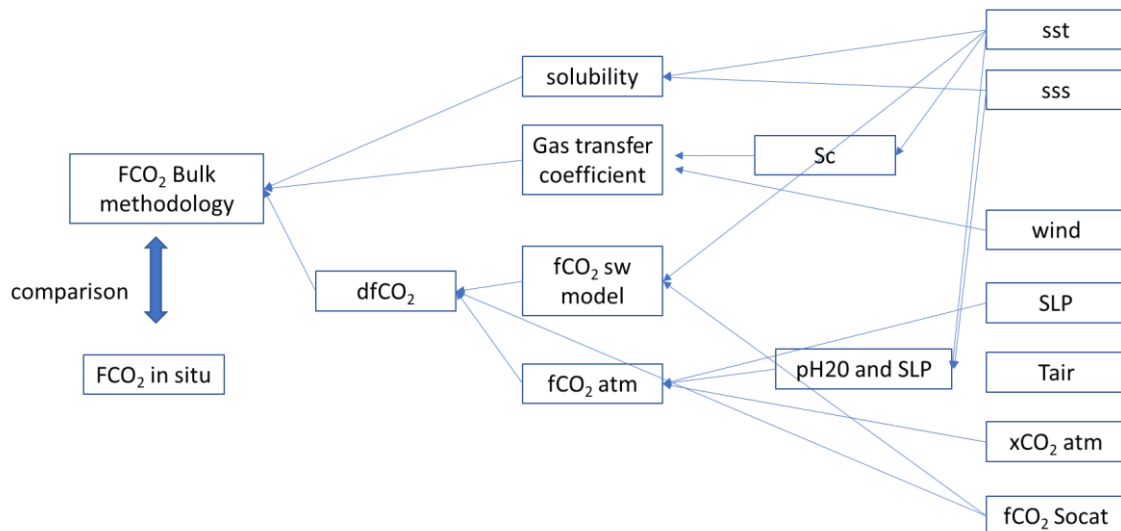 sst
solubility
sss
Gas transfer
coefficient
Sc
FCO₂ Bulk
methodology
wind
fCO₂ sw
model
dfCO₂
comparison
SLP
pH20 and SLP
Tair
FCO₂ in situ
fCO₂ atm
xCO₂ atm
fCO₂ Socat